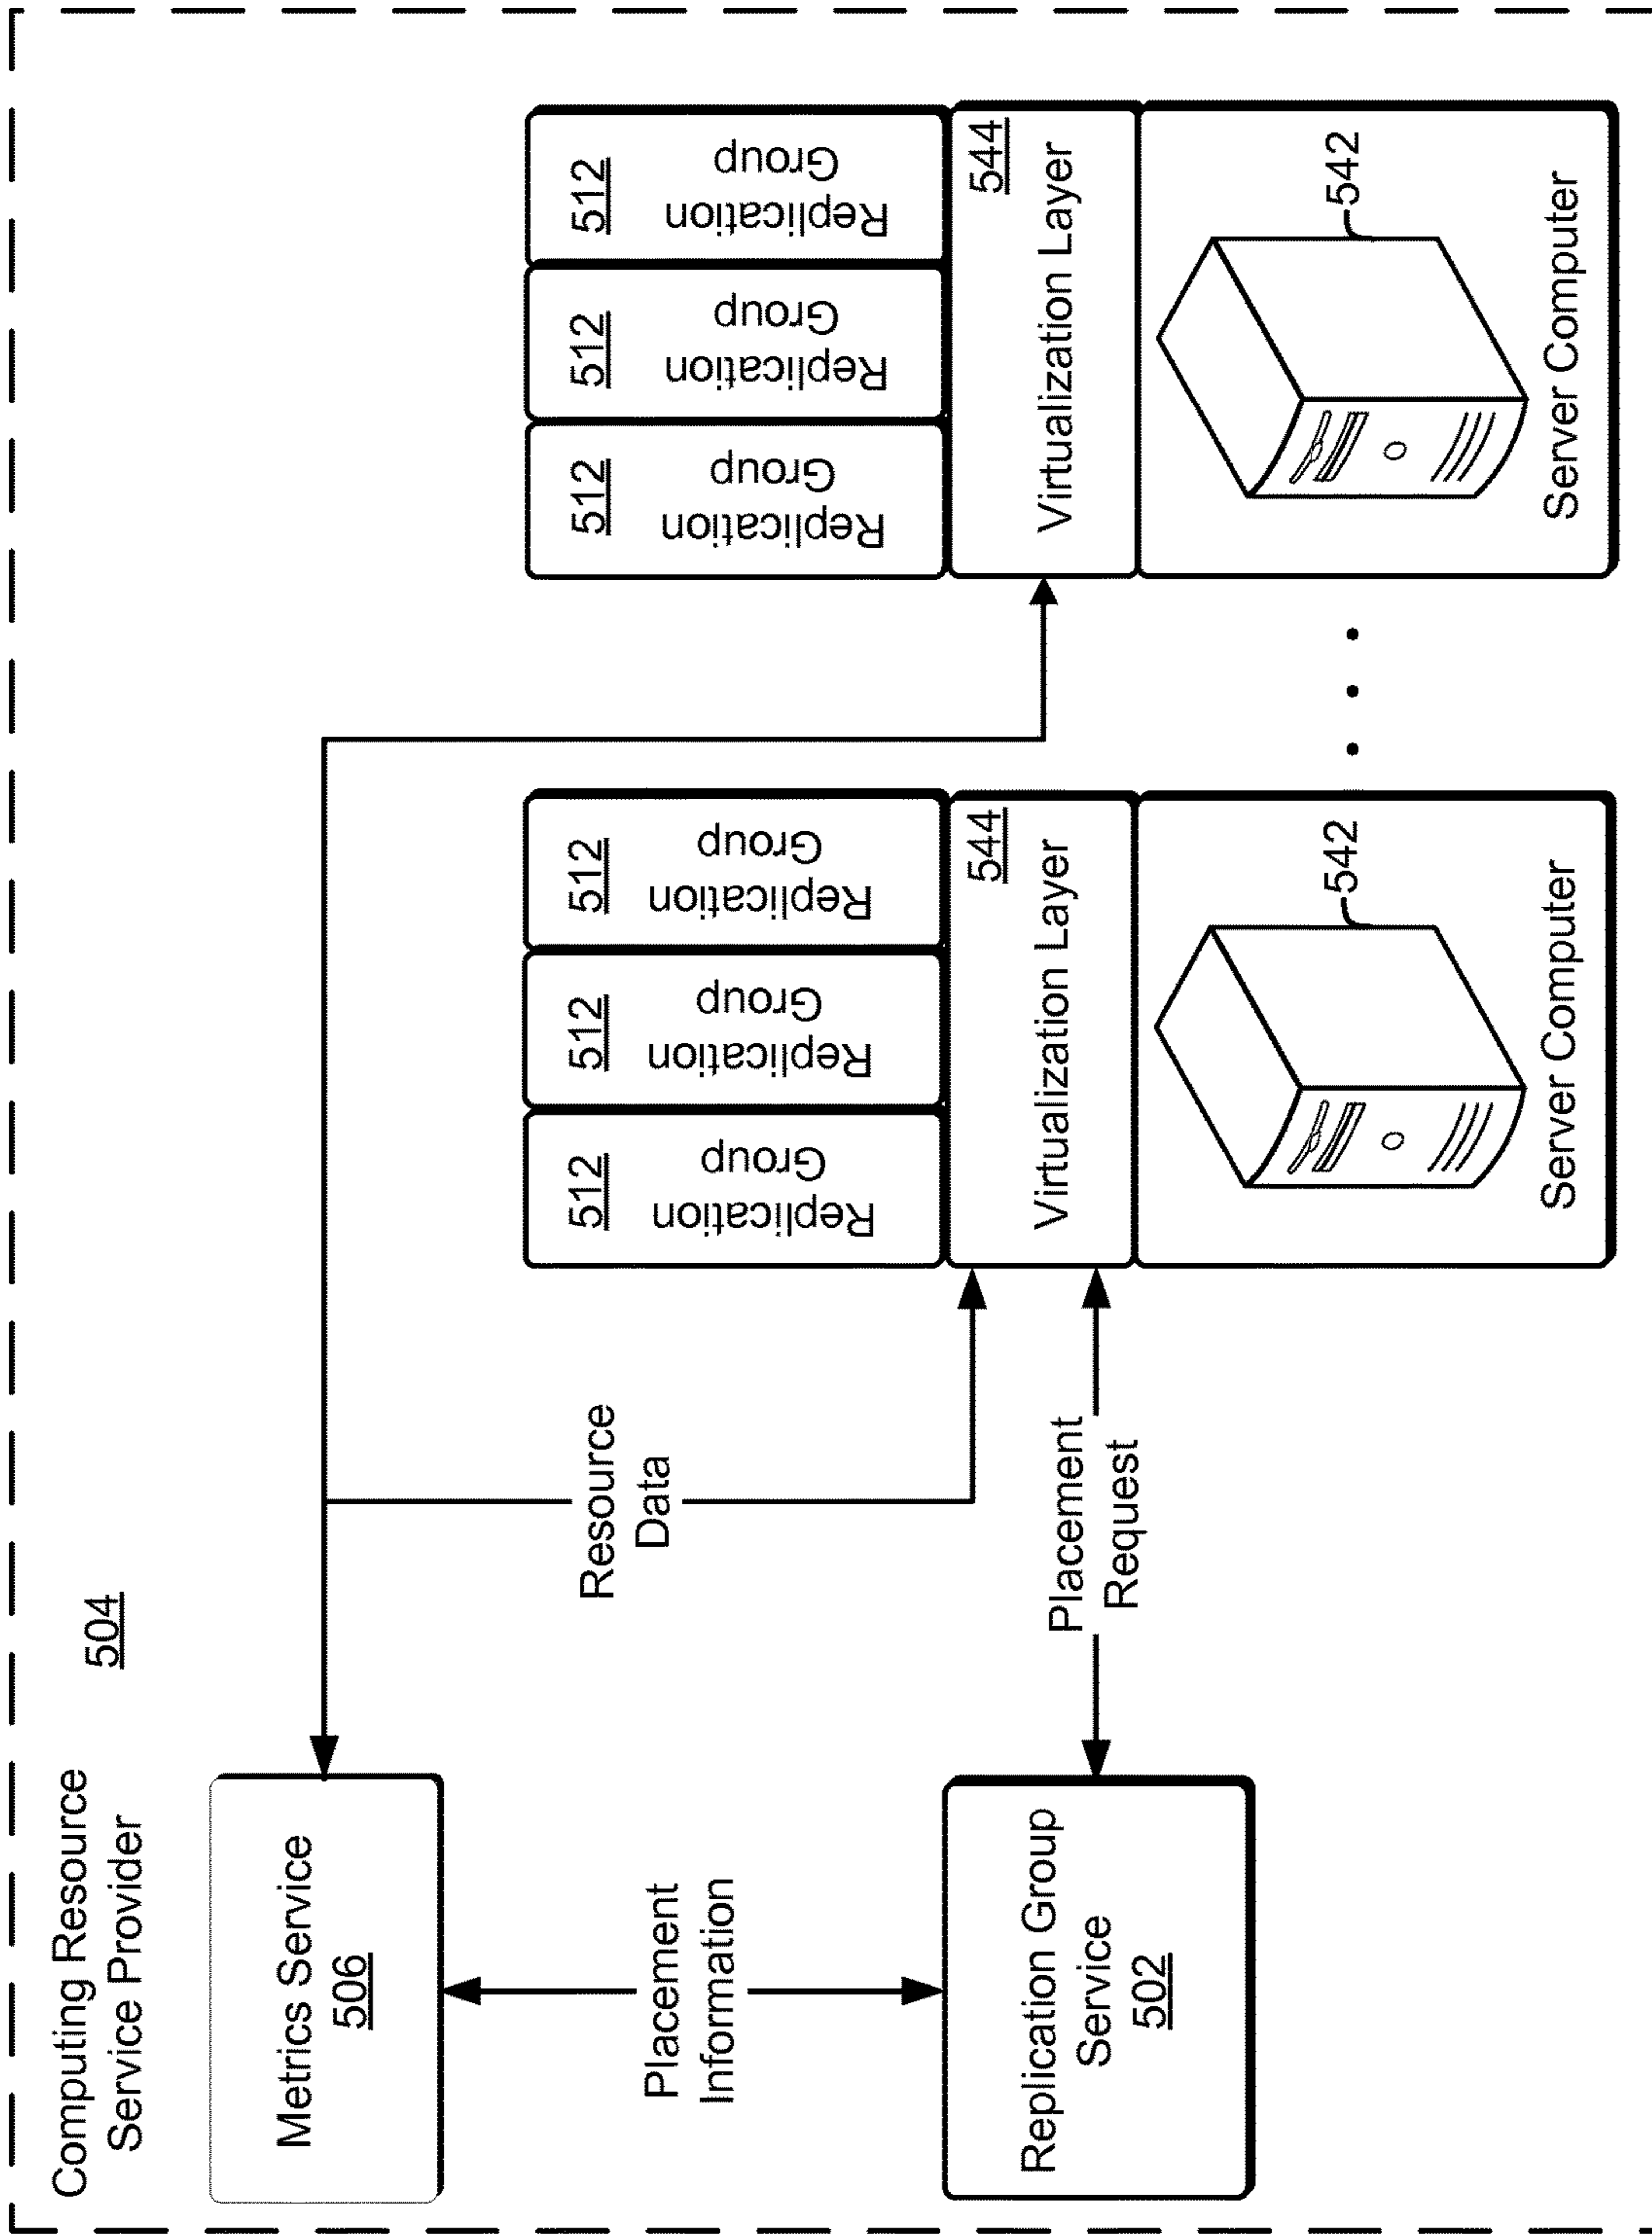 Computing Resource
Service Provider
504
Metrics Service
506
Placement
Information
Replication Group
Service
502
Resource
Data
Placement
Request
512
Replication
Group
512
Replication
Group
512
Replication
Group
544
Virtualization Layer
542
Server Computer
512
Replication
Group
512
Replication
Group
512
Replication
Group
544
Virtualization Layer
542
Server Computer